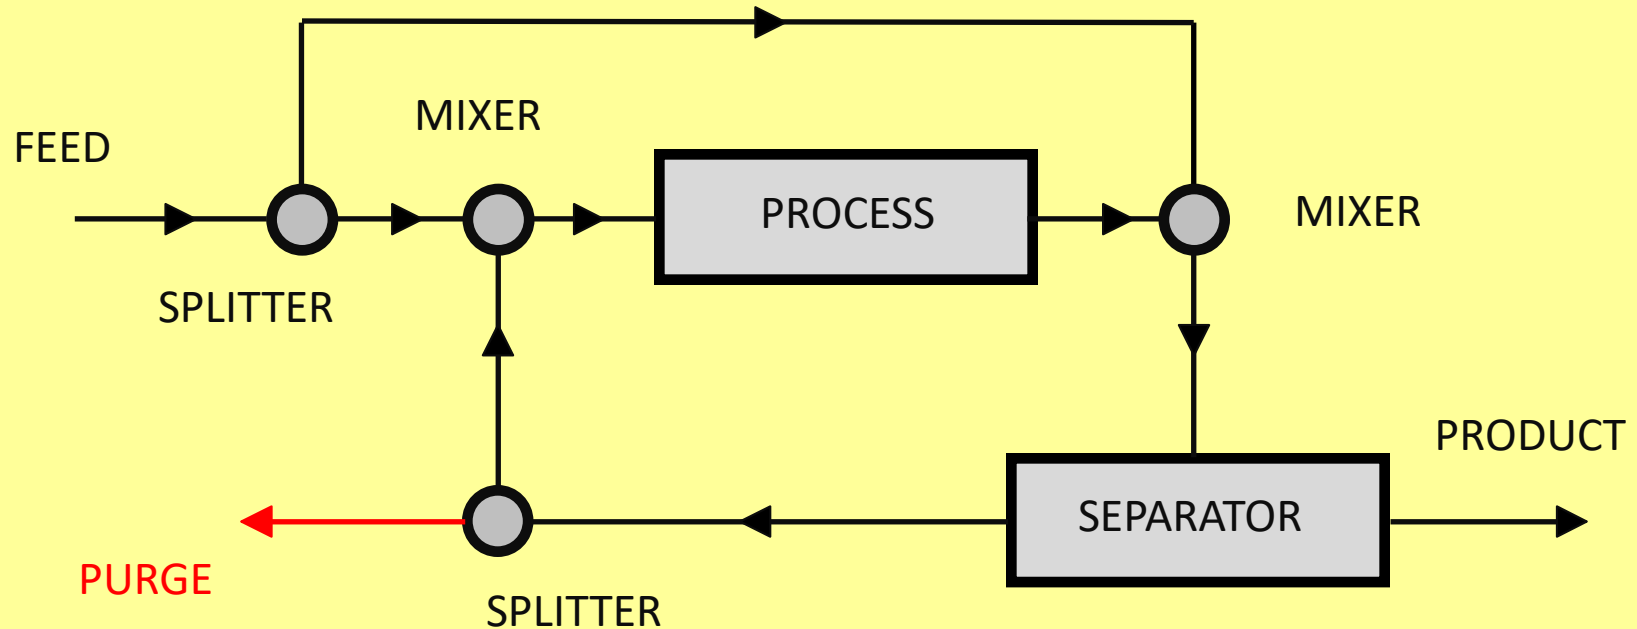 MIXER
FEED
PROCESS
MIXER
SPLITTER
PRODUCT
SEPARATOR
PURGE
SPLITTER